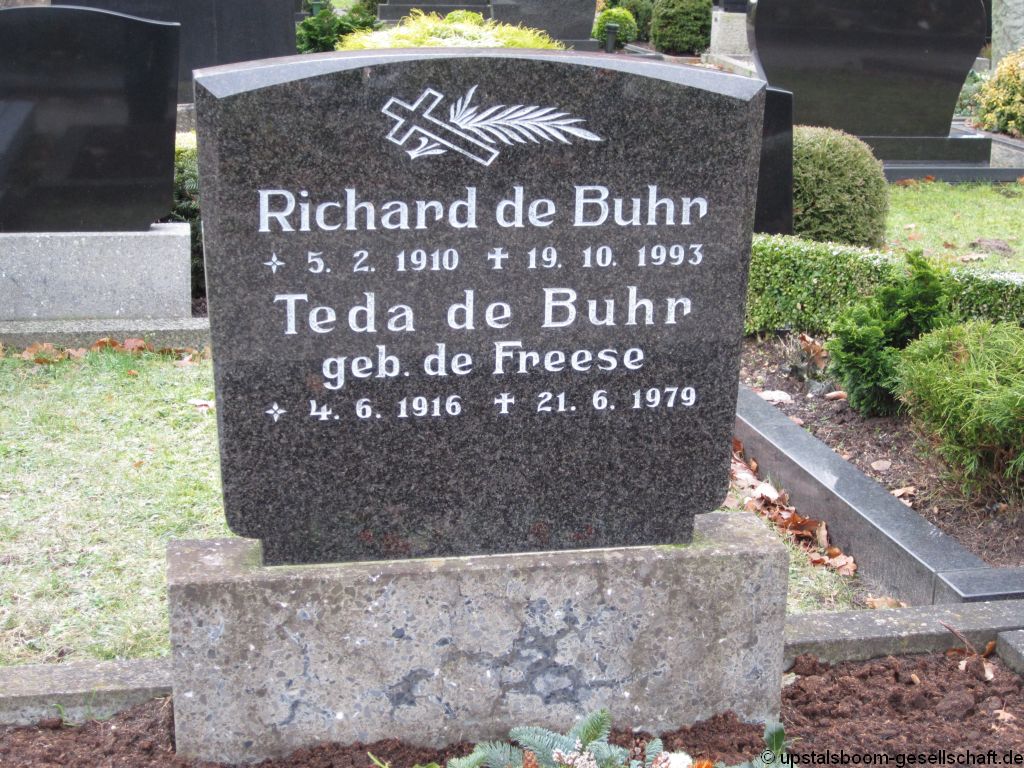 Richard de Buhr
✧ 5. 2. 1910 ✝ 19. 10. 1993
Teda de Buhr
geb. de Freese
✧ 4. 6. 1916 ✝ 21. 6. 1979
© upstalsboom-gesellschaft.de